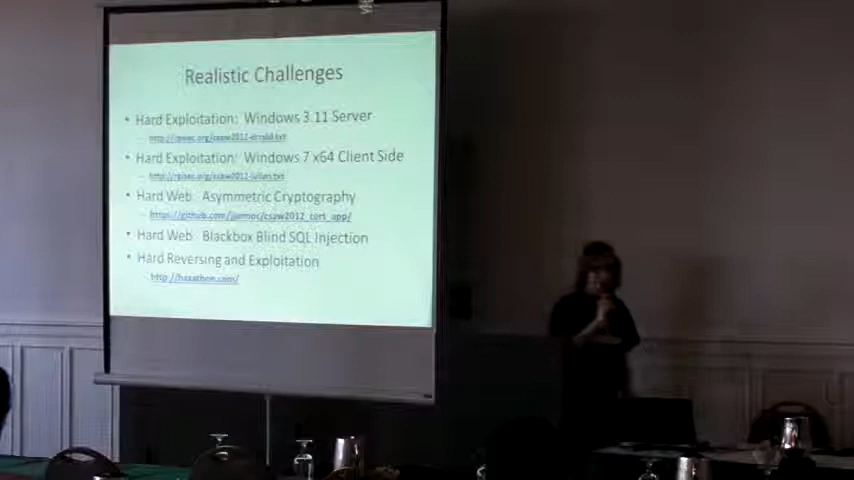 Realistic Challenges
• Hard Exploitation: Windows 3.11 Server
• Hard Exploitation: Windows 7 x64 Client Side
• Hard Web: Asymmetric Cryptography
• Hard Web: Blackbox Blind SQL Injection
• Hard Reversing and Exploitation